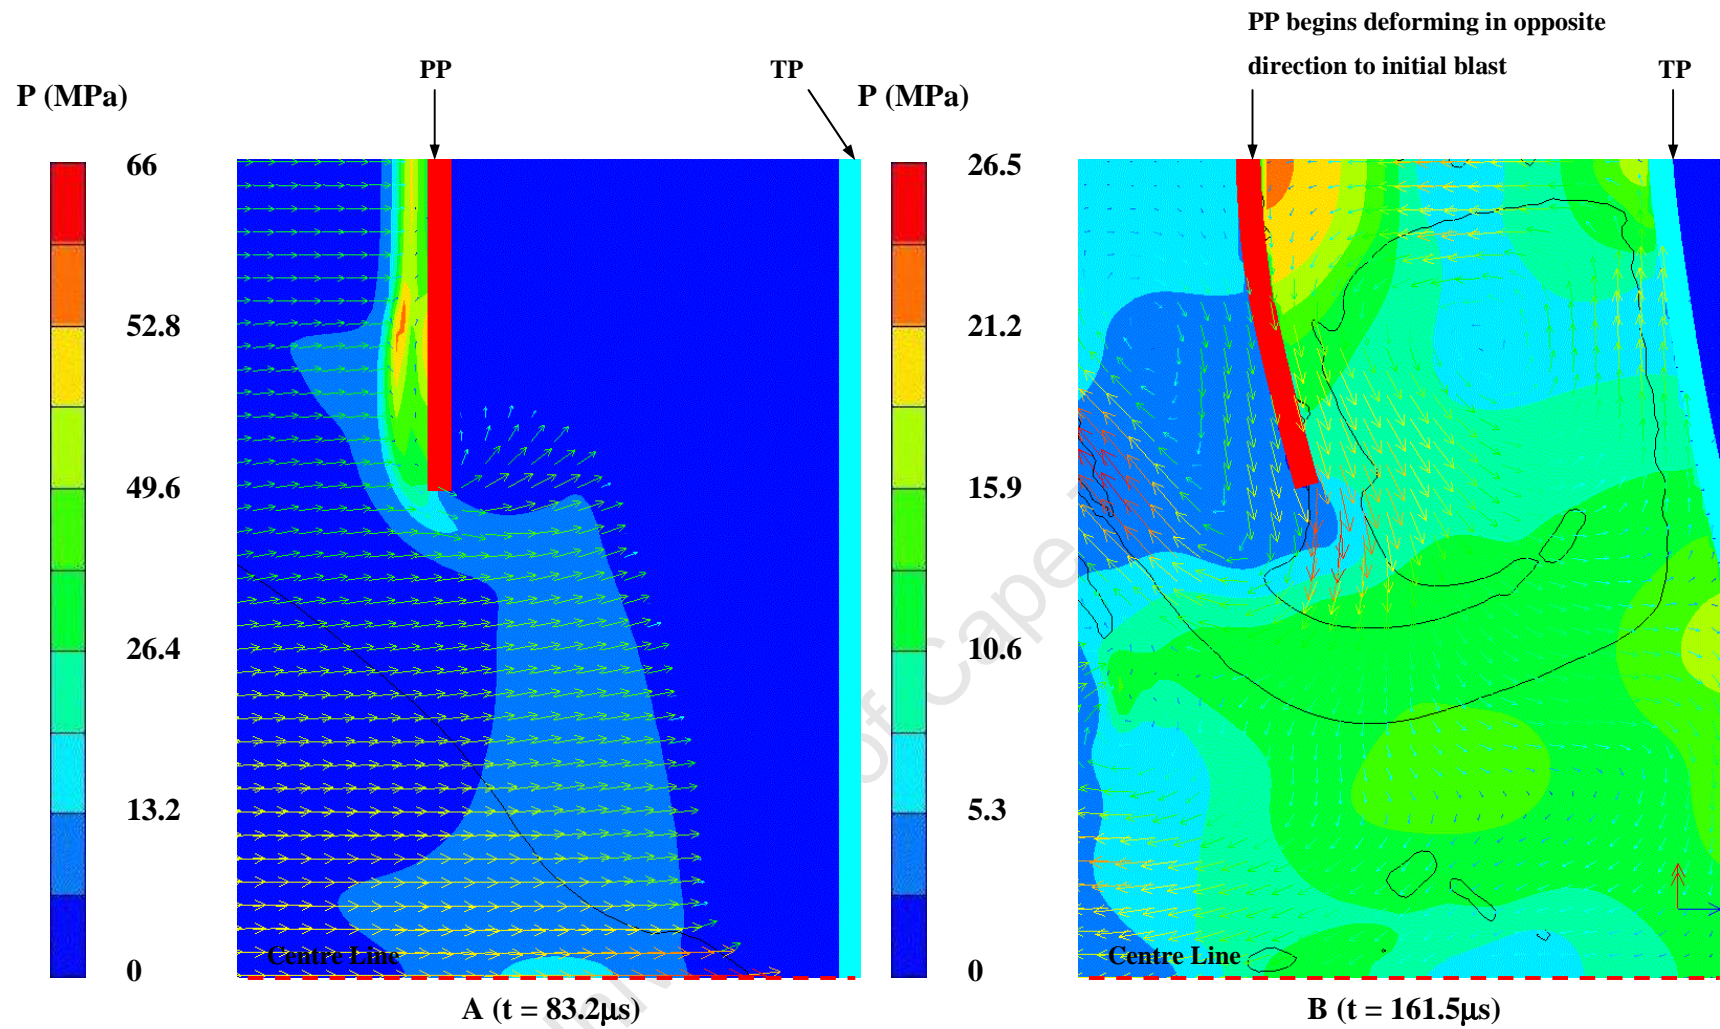 PP begins deforming in opposite
direction to initial blast
PP
TP
TP
P (MPa)
P (MPa)
66
52.8
49.6
26.4
13.2
0
26.5
21.2
15.9
10.6
5.3
0
of Cape
Centre Line
Centre Line
A (t = 83.2μs)
B (t = 161.5μs)